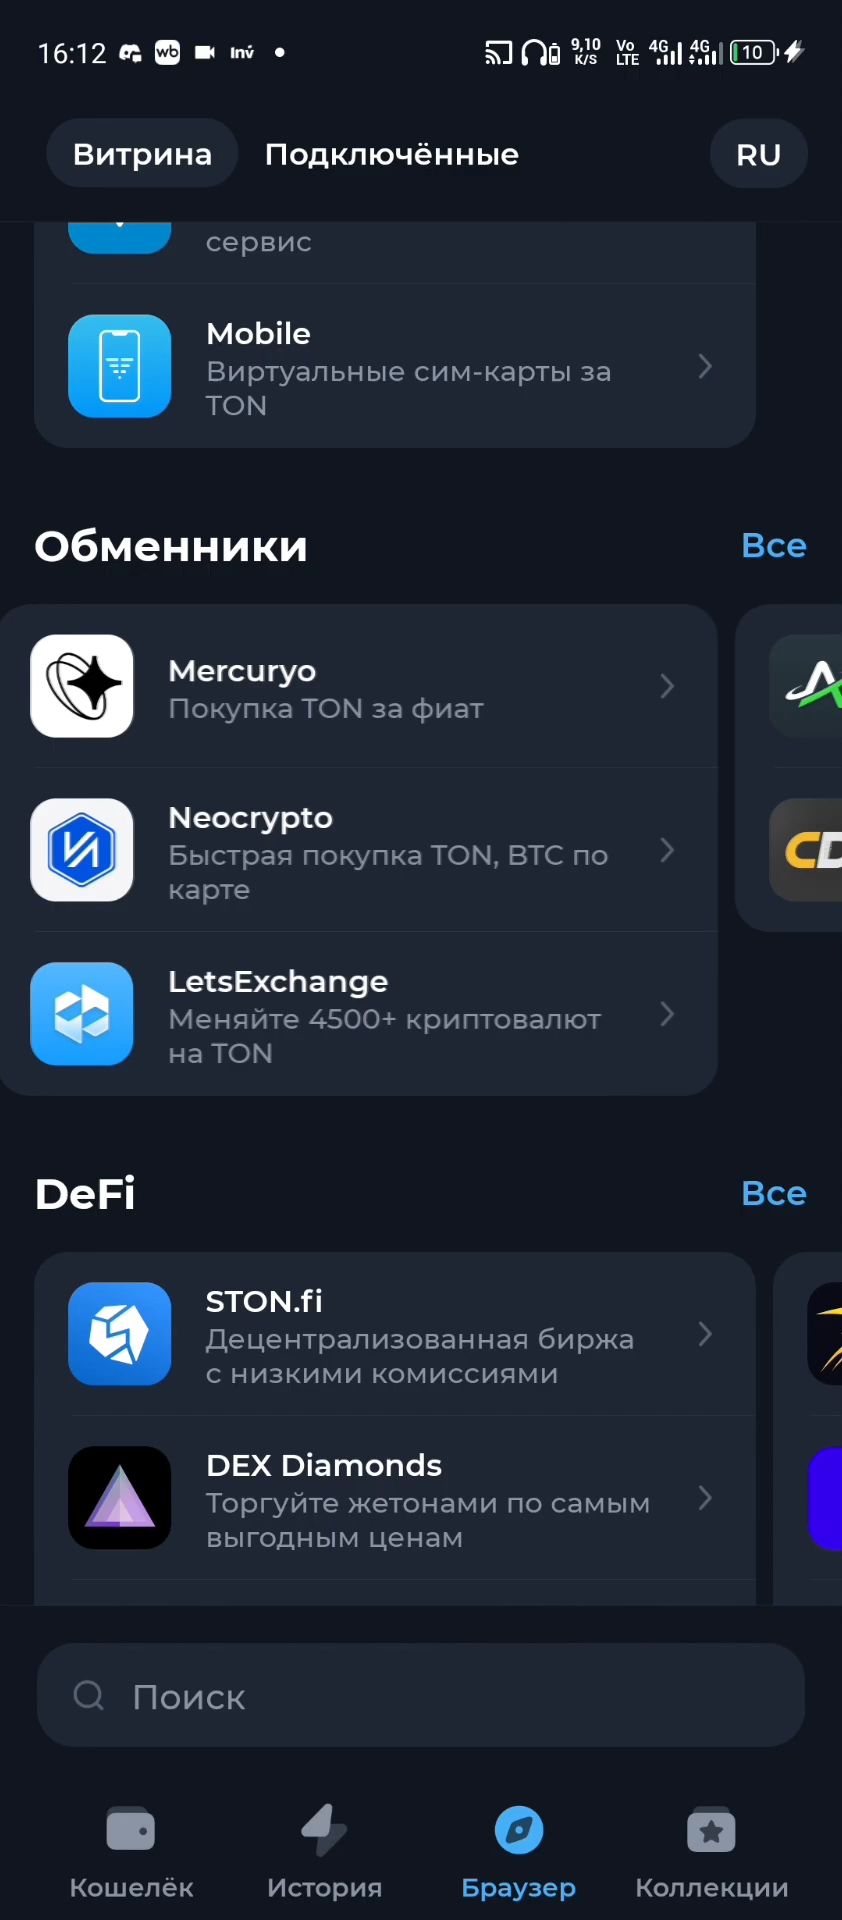 16:12 wb inv 9,10 K/S Vo LTE 4G 4G 10
Витрина Подключённые RU
сервис
Mobile
Виртуальные сим-карты за
TON
Обменники Все
Mercuryo
Покупка TON за фиат
Neocrypto
Быстрая покупка TON, BTC по
карте
LetsExchange
Меняйте 4500+ криптовалют
на TON
DeFi Все
STON.fi
Децентрализованная биржа
с низкими комиссиями
DEX Diamonds
Торгуйте жетонами по самым
выгодным ценам
Поиск
Кошелёк История Браузер Коллекции